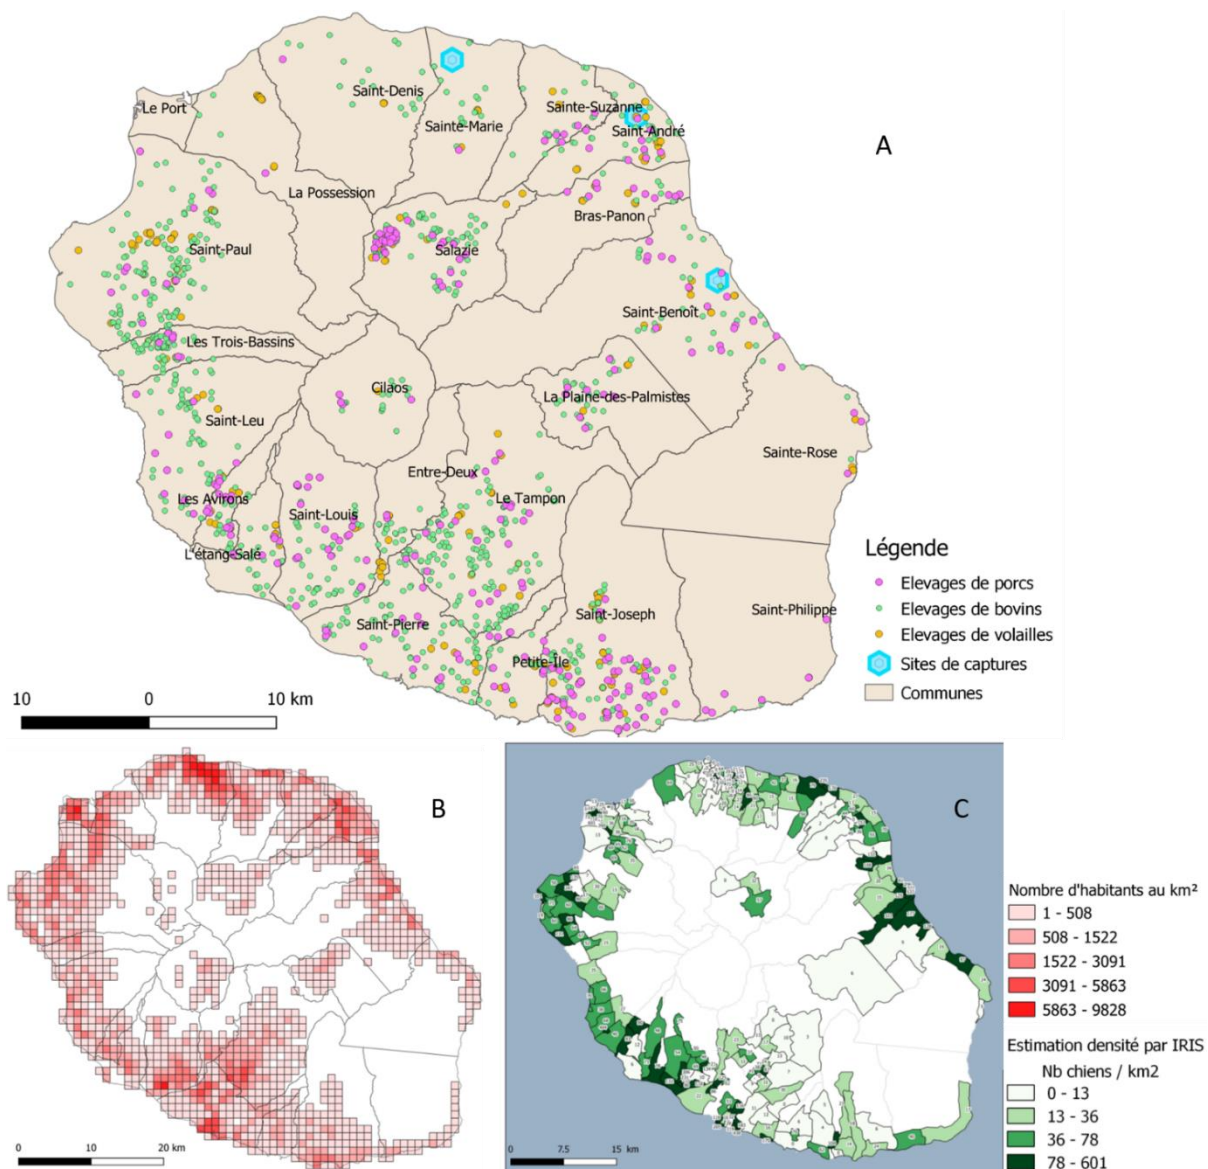 Le Port
Saint-Denis
Sainte-Marie
Sainte-Suzanne
Saint-André
A
La Possession
Bras-Panon
Saint-Paul
Salazie
Saint-Benoît
Les Trois-Bassins
Cilaos
La Plaine-des-Palmistes
Saint-Leu
Sainte-Rose
Entre-Deux
Les Avirons
Saint-Louis
Le Tampon
L'étang-Salé
Saint-Pierre
Saint-Joseph
Saint-Philippe
Petite-Île
Légende
Elevages de porcs
Elevages de bovins
Elevages de volailles
Sites de captures
Communes
10 0 10 km
B
0 10 20 km
C
0 7.5 15 km
Nombre d'habitants au km²
1 - 508
508 - 1522
1522 - 3091
3091 - 5863
5863 - 9828
Estimation densité par IRIS
Nb chiens / km2
0 - 13
13 - 36
36 - 78
78 - 601